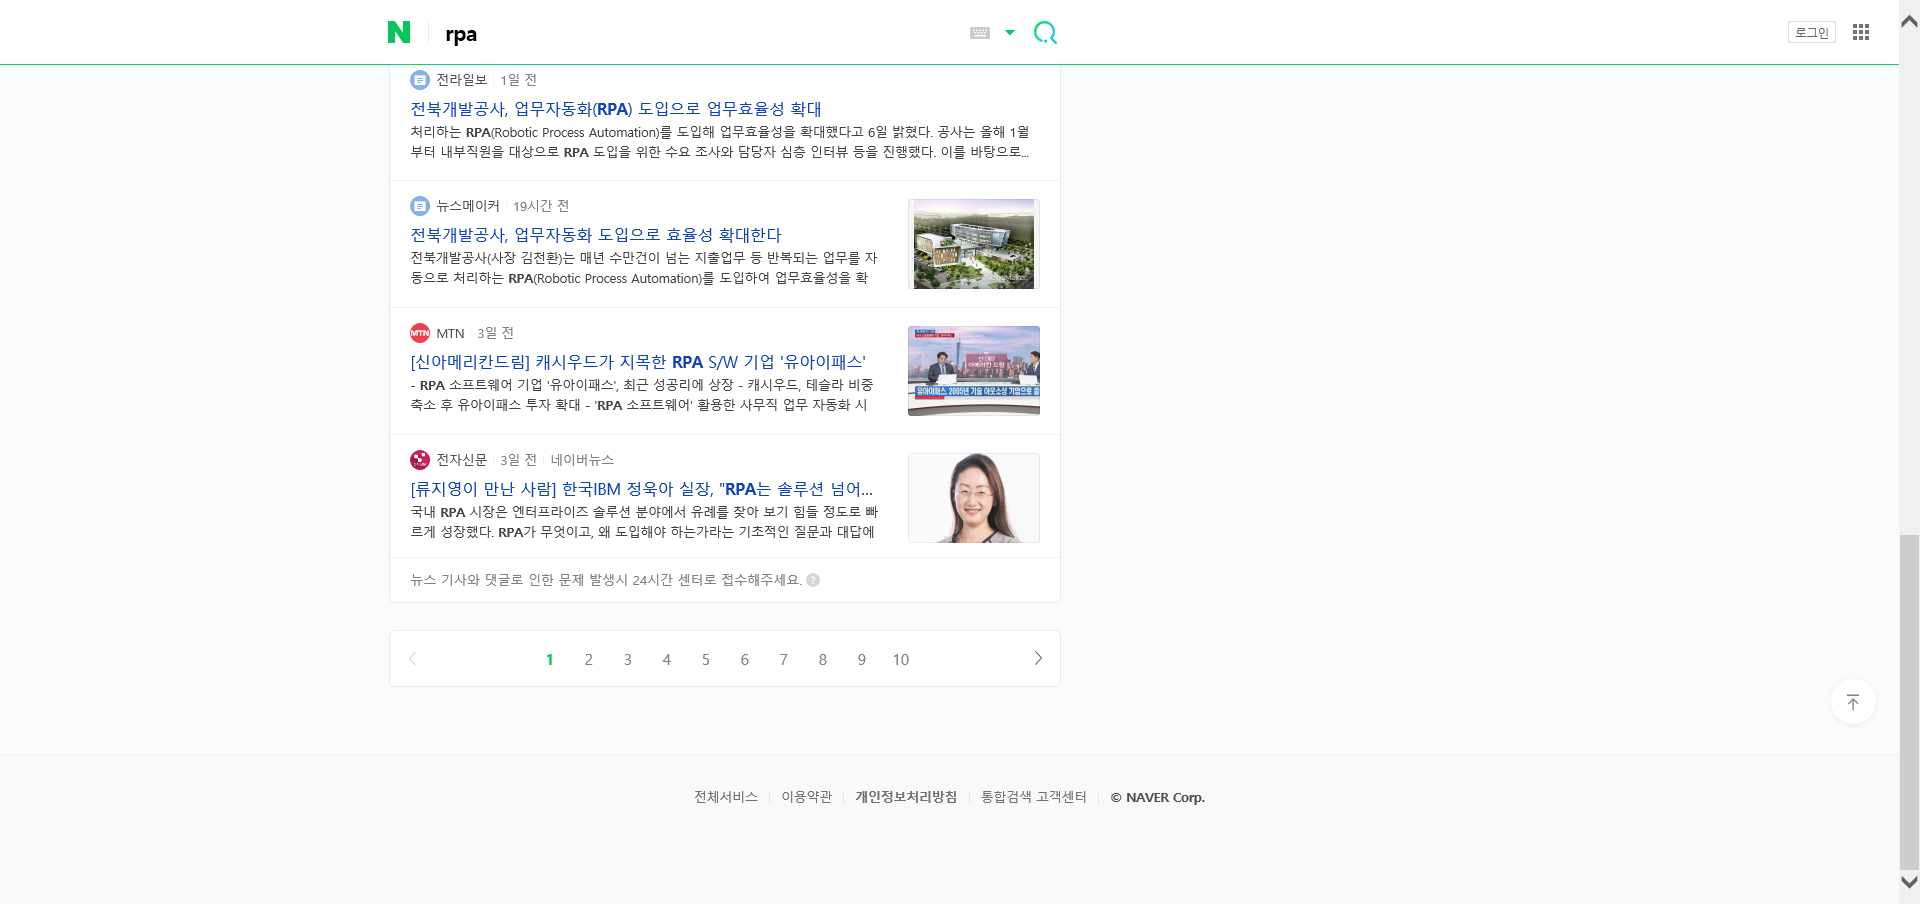 rpa
로그인
전라일보 1일 전
전북개발공사, 업무자동화(RPA) 도입으로 업무효율성 확대
처리하는 RPA(Robotic Process Automation)를 도입해 업무효율성을 확대했다고 6일 밝혔다. 공사는 올해 1월
부터 내부직원을 대상으로 RPA 도입을 위한 수요 조사와 담당자 심층 인터뷰 등을 진행했다. 이를 바탕으로...
뉴스메이커 19시간 전
전북개발공사, 업무자동화 도입으로 효율성 확대한다
전북개발공사(사장 김천환)는 매년 수만건이 넘는 지출업무 등 반복되는 업무를 자
동으로 처리하는 RPA(Robotic Process Automation)를 도입하여 업무효율성을 확
MTN MTN 3일 전
[신아메리칸드림] 캐시우드가 지목한 RPA S/W 기업 '유아이패스'
- RPA 소프트웨어 기업 '유아이패스', 최근 성공리에 상장 - 캐시우드, 테슬라 비중
축소 후 유아이패스 투자 확대 - 'RPA 소프트웨어' 활용한 사무직 업무 자동화 시
유아이패스, 2005년 기술 아웃소싱 기업으로 출
전자신문 3일 전 네이버뉴스
[류지영이 만난 사람] 한국IBM 정욱아 실장, "RPA는 솔루션 넘어...
국내 RPA 시장은 엔터프라이즈 솔루션 분야에서 유례를 찾아 보기 힘들 정도로 빠
르게 성장했다. RPA가 무엇이고, 왜 도입해야 하는가라는 기초적인 질문과 대답에
뉴스 기사와 댓글로 인한 문제 발생시 24시간 센터로 접수해주세요. ?
1 2 3 4 5 6 7 8 9 10
전체서비스 이용약관 개인정보처리방침 통합검색 고객센터 © NAVER Corp.